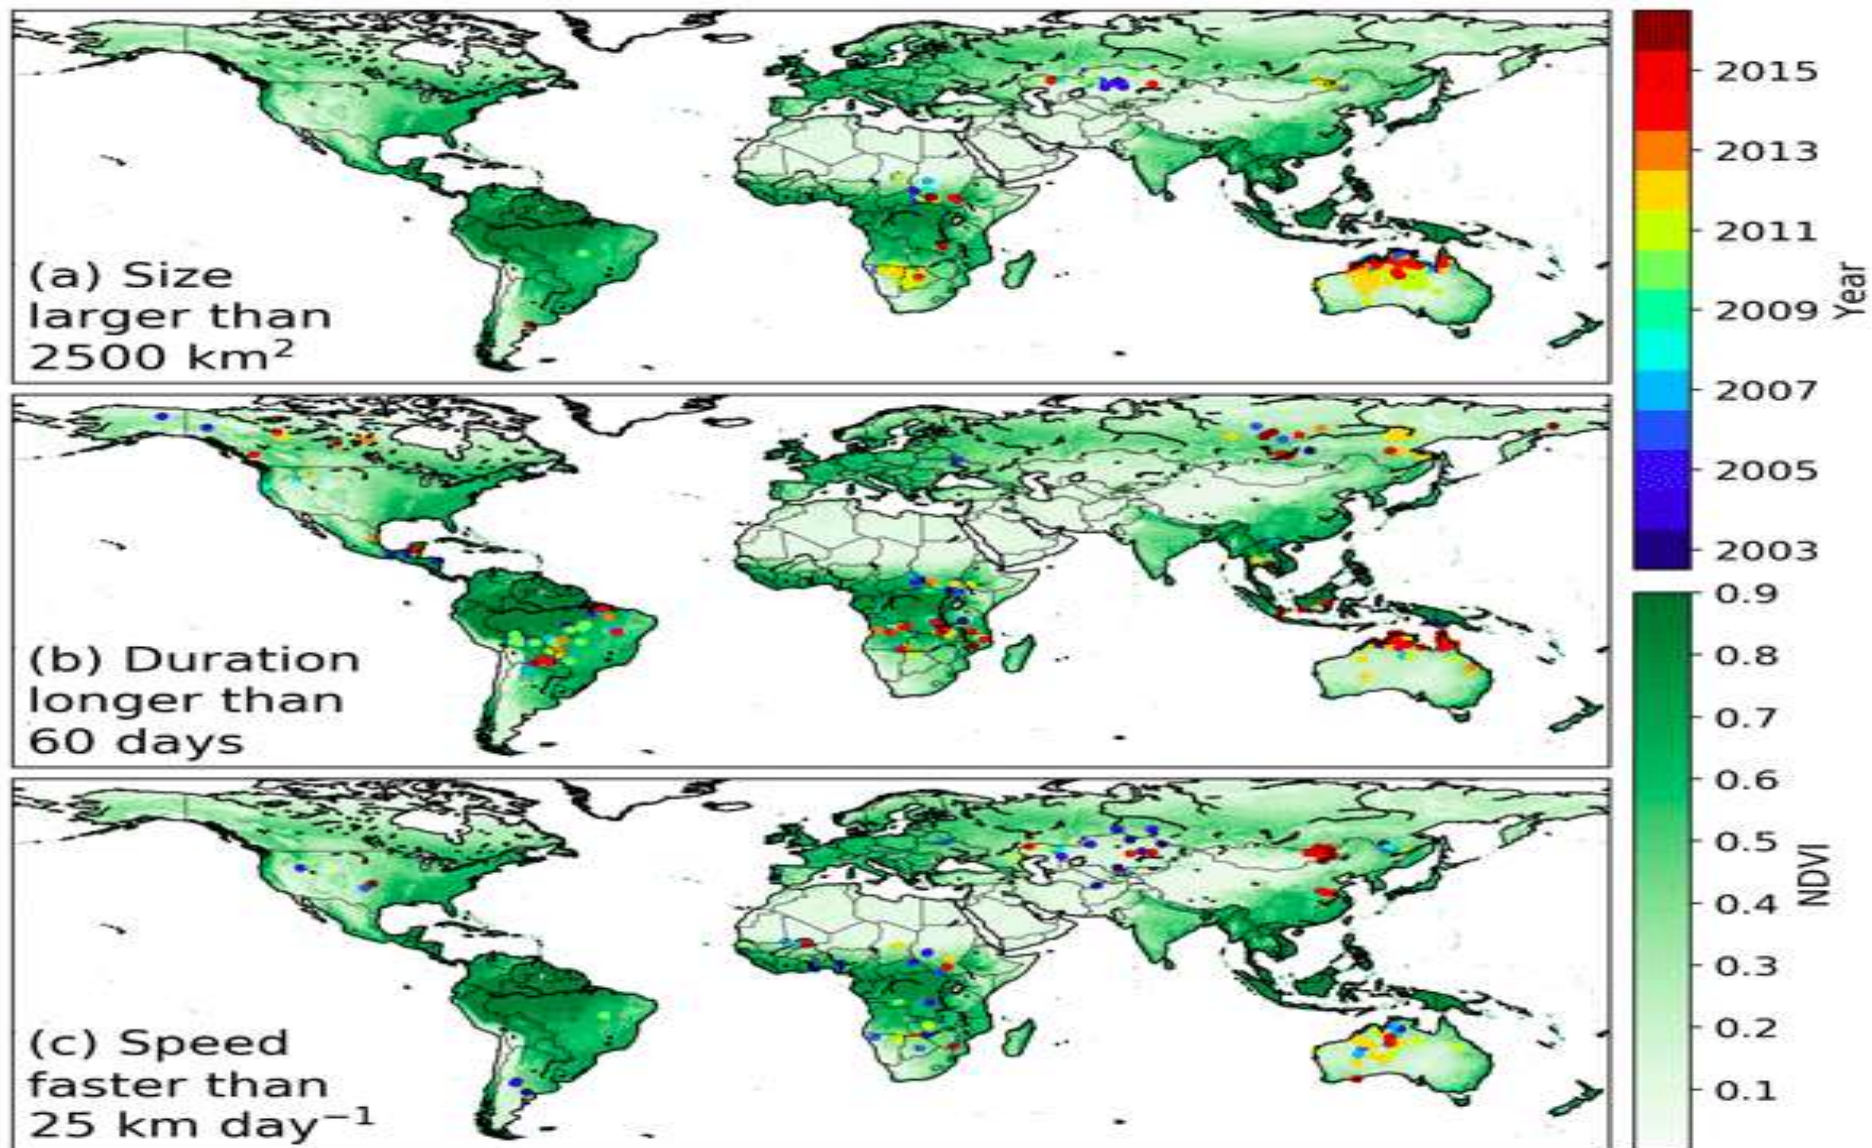 (a) Size
larger than
2500 km²
(b) Duration
longer than
60 days
(c) Speed
faster than
25 km day⁻¹
2015
2013
2011
2009
2007
2005
2003
Year
0.9
0.8
0.7
0.6
0.5
0.4
0.3
0.2
0.1
NDVI